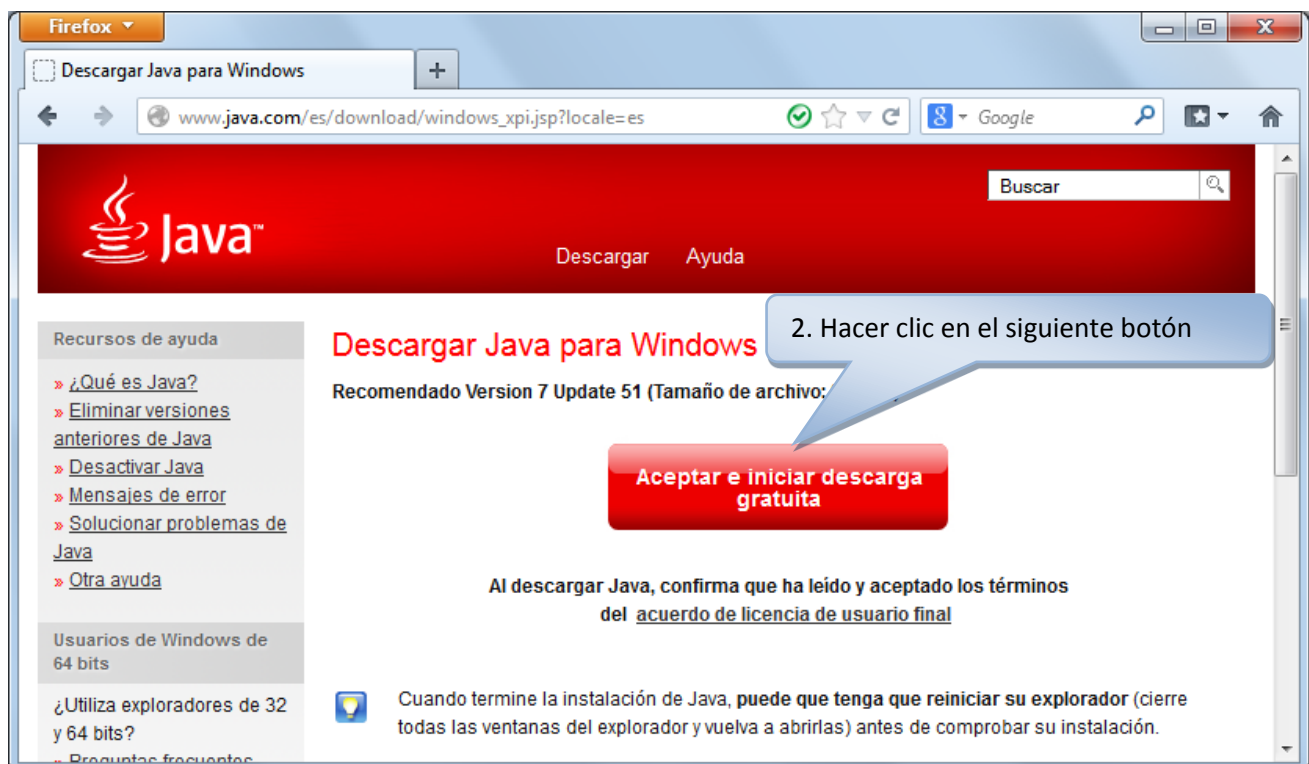 Firefox
Descargar Java para Windows
www.java.com/es/download/windows_xpi.jsp?locale=es
Google
Buscar
Java™
Descargar Ayuda
Recursos de ayuda
» ¿Qué es Java?
» Eliminar versiones
anteriores de Java
» Desactivar Java
» Mensajes de error
» Solucionar problemas de
Java
» Otra ayuda
Usuarios de Windows de
64 bits
¿Utiliza exploradores de 32
y 64 bits?
» Preguntas frecuentes
Descargar Java para Windows
2. Hacer clic en el siguiente botón
Recomendado Version 7 Update 51 (Tamaño de archivo:
Aceptar e iniciar descarga
gratuita
Al descargar Java, confirma que ha leído y aceptado los términos
del acuerdo de licencia de usuario final
Cuando termine la instalación de Java, puede que tenga que reiniciar su explorador (cierre
todas las ventanas del explorador y vuelva a abrirlas) antes de comprobar su instalación.